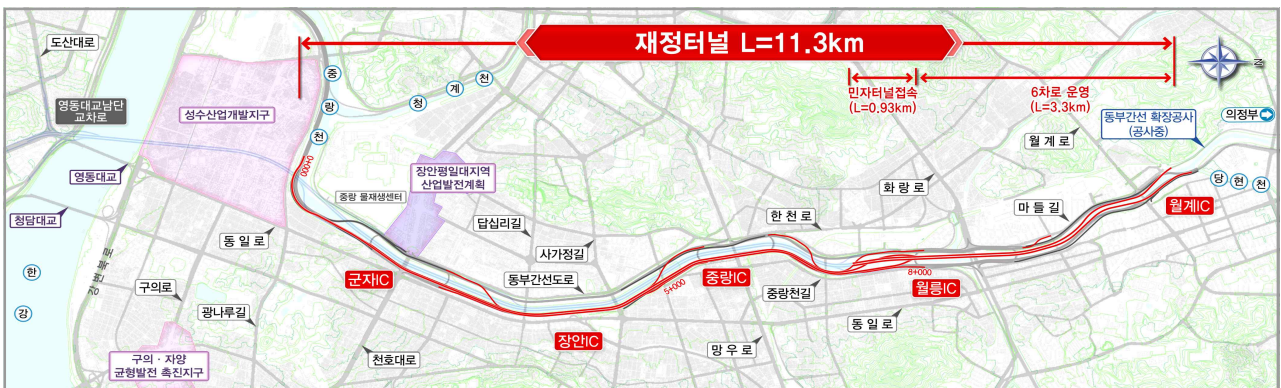 재정터널 L=11.3km
민자터널접속
(L=0.93km)
6차로 운영
(L=3.3km)
N
도산대로
영동대교남단
교차로
성수산업개발지구
중
랑
천
청
계
천
동부간선 확장공사
(공사중)
의정부
월 계 로
영동대교
0+000
장안평일대지역
산업발전계획
중랑 물재생센터
화 랑 로
당
현
천
청담대교
답십리길
한 천 로
마 들 길
월계IC
동 일 로
사가정길
한
강
강 변 북 로
구의로
군자IC
동부간선도로
5+000
중랑IC
중랑천길
8+000
월릉IC
광나루길
동 일 로
장안IC
망 우 로
천호대로
구의 · 자양
균형발전 촉진지구